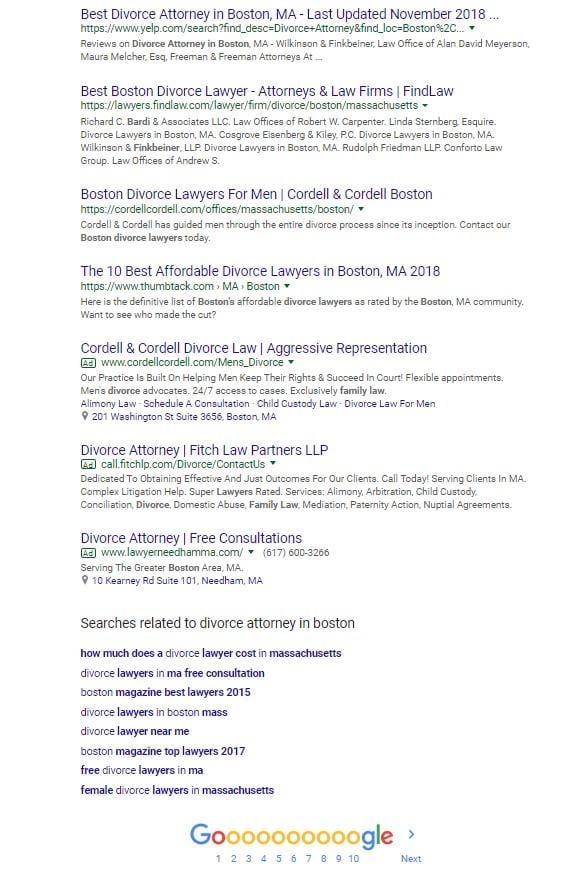 Best Divorce Attorney in Boston, MA - Last Updated November 2018 ...
https://www.yelp.com/search?find_desc=Divorce+Attorney&find_loc=Boston%2C...
Reviews on Divorce Attorney in Boston, MA - Wilkinson & Finkbeiner, Law Office of Alan David Meyerson,
Maura Melcher, Esq, Freeman & Freeman Attorneys At ...
Best Boston Divorce Lawyer - Attorneys & Law Firms | FindLaw
https://lawyers.findlaw.com/lawyer/firm/divorce/boston/massachusetts
Richard C. Bardi & Associates LLC. Law Offices of Robert W. Carpenter. Linda Sternberg, Esquire.
Divorce Lawyers in Boston, MA. Cosgrove Eisenberg & Kiley, P.C. Divorce Lawyers in Boston, MA.
Wilkinson & Finkbeiner, LLP. Divorce Lawyers in Boston, MA. Rudolph Friedman LLP. Conforto Law
Group. Law Offices of Andrew S.
Boston Divorce Lawyers For Men | Cordell & Cordell Boston
https://cordellcordell.com/offices/massachusetts/boston/
Cordell & Cordell has guided men through the entire divorce process since its inception. Contact our
Boston divorce lawyers today.
The 10 Best Affordable Divorce Lawyers in Boston, MA 2018
https://www.thumbtack.com › MA › Boston
Here is the definitive list of Boston's affordable divorce lawyers as rated by the Boston, MA community.
Want to see who made the cut?
Cordell & Cordell Divorce Law | Aggressive Representation
Ad www.cordellcordell.com/Mens_Divorce
Our Practice Is Built On Helping Men Keep Their Rights & Succeed In Court! Flexible appointments.
Men's divorce advocates. 24/7 access to cases. Exclusively family law.
Alimony Law · Schedule A Consultation · Child Custody Law · Divorce Law For Men
201 Washington St Suite 3656, Boston, MA
Divorce Attorney | Fitch Law Partners LLP
Ad call.fitchlp.com/Divorce/ContactUs
Dedicated To Obtaining Effective And Just Outcomes For Our Clients. Call Today! Serving Clients In MA.
Complex Litigation Help. Super Lawyers Rated. Services: Alimony, Arbitration, Child Custody,
Conciliation, Divorce, Domestic Abuse, Family Law, Mediation, Paternity Action, Nuptial Agreements.
Divorce Attorney | Free Consultations
Ad www.lawyerneedhamma.com/ (617) 600-3266
Serving The Greater Boston Area, MA.
10 Kearney Rd Suite 101, Needham, MA
Searches related to divorce attorney in boston
how much does a divorce lawyer cost in massachusetts
divorce lawyers in ma free consultation
boston magazine best lawyers 2015
divorce lawyers in boston mass
divorce lawyer near me
boston magazine top lawyers 2017
free divorce lawyers in ma
female divorce lawyers in massachusetts
Goooooooooogle >
1 2 3 4 5 6 7 8 9 10 Next